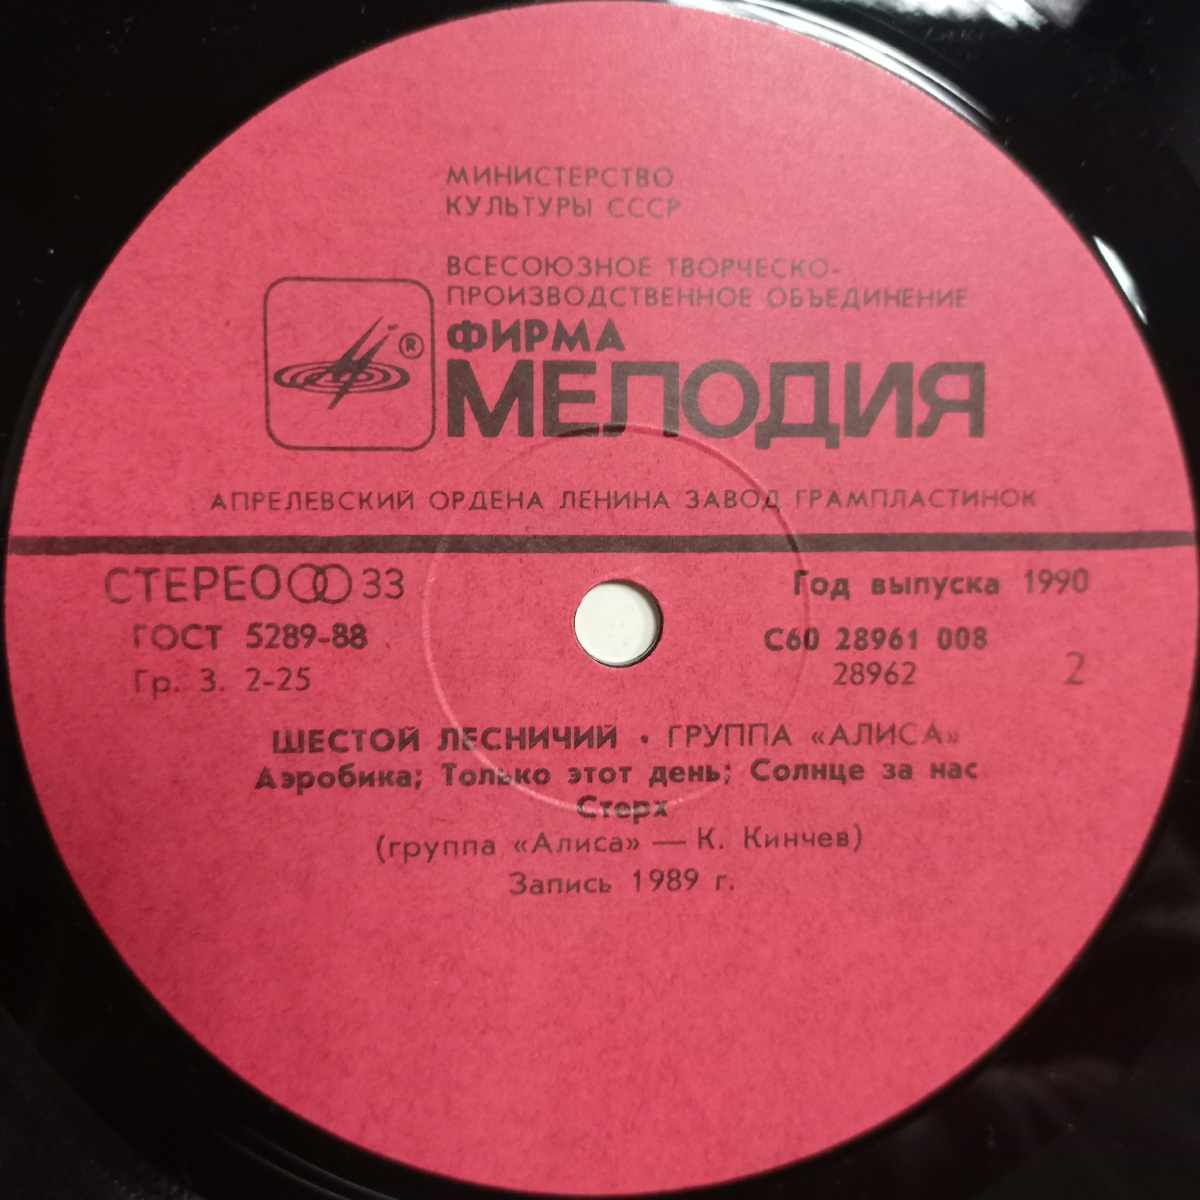 МИНИСТЕРСТВО
КУЛЬТУРЫ СССР
ВСЕСОЮЗНОЕ ТВОРЧЕСКО-
ПРОИЗВОДСТВЕННОЕ ОБЪЕДИНЕНИЕ
®
ФИРМА
МЕЛОДИЯ
АПРЕЛЕВСКИЙ ОРДЕНА ЛЕНИНА ЗАВОД ГРАМПЛАСТИНОК
СТЕРЕО 33
Год выпуска 1990
ГОСТ 5289-88
С60 28961 008
Гр. 3. 2-25
28962
2
ШЕСТОЙ ЛЕСНИЧИЙ · ГРУППА «АЛИСА»
Аэробика; Только этот день; Солнце за нас
Стерх
(группа «Алиса» — К. Кинчев)
Запись 1989 г.